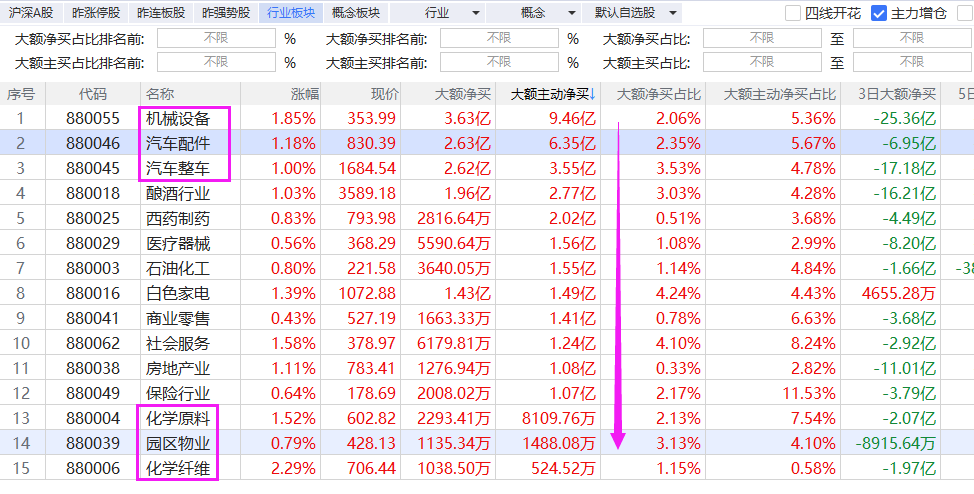 沪深A股 昨涨停股 昨连板股 昨强势股 行业板块 概念板块 行业 概念 默认自选股 四线开花 主力增仓
大额净买占比排名前: 不限 % 大额净买排名前: 不限 % 大额净买占比: 不限 至 不限
大额主买占比排名前: 不限 % 大额主买排名前: 不限 % 大额主买占比: 不限 至 不限
序号 代码 名称 涨幅 现价 大额净买 大额主动净买↓ 大额净买占比 大额主动净买占比 3日大额净买 5日
1 880055 机械设备 1.85% 353.99 3.63亿 9.46亿 2.06% 5.36% -25.36亿
2 880046 汽车配件 1.18% 830.39 2.63亿 6.35亿 2.35% 5.67% -6.95亿
3 880045 汽车整车 1.00% 1684.54 2.62亿 3.55亿 3.53% 4.78% -17.18亿
4 880018 酿酒行业 1.03% 3589.18 1.96亿 2.77亿 3.03% 4.28% -16.21亿
5 880025 西药制药 0.83% 793.98 2816.64万 2.02亿 0.51% 3.68% -4.49亿
6 880029 医疗器械 0.56% 368.29 5590.64万 1.56亿 1.08% 2.99% -8.20亿
7 880003 石油化工 0.80% 221.58 3640.05万 1.55亿 1.14% 4.84% -1.66亿 -38
8 880016 白色家电 1.39% 1072.88 1.43亿 1.49亿 4.24% 4.43% 4655.28万
9 880041 商业零售 0.43% 527.19 1663.33万 1.41亿 0.78% 6.63% -3.68亿
10 880062 社会服务 1.58% 378.97 6179.81万 1.24亿 4.10% 8.24% -2.92亿
11 880038 房地产业 1.11% 783.41 1276.94万 1.08亿 0.33% 2.82% -11.01亿
12 880049 保险行业 0.64% 178.69 2008.02万 1.07亿 2.17% 11.53% -3.79亿
13 880004 化学原料 1.52% 602.82 2293.41万 8109.76万 2.13% 7.54% -2.07亿
14 880039 园区物业 0.79% 428.13 1135.34万 1488.08万 3.13% 4.10% -8915.64万
15 880006 化学纤维 2.29% 706.44 1038.50万 524.52万 1.15% 0.58% -1.97亿